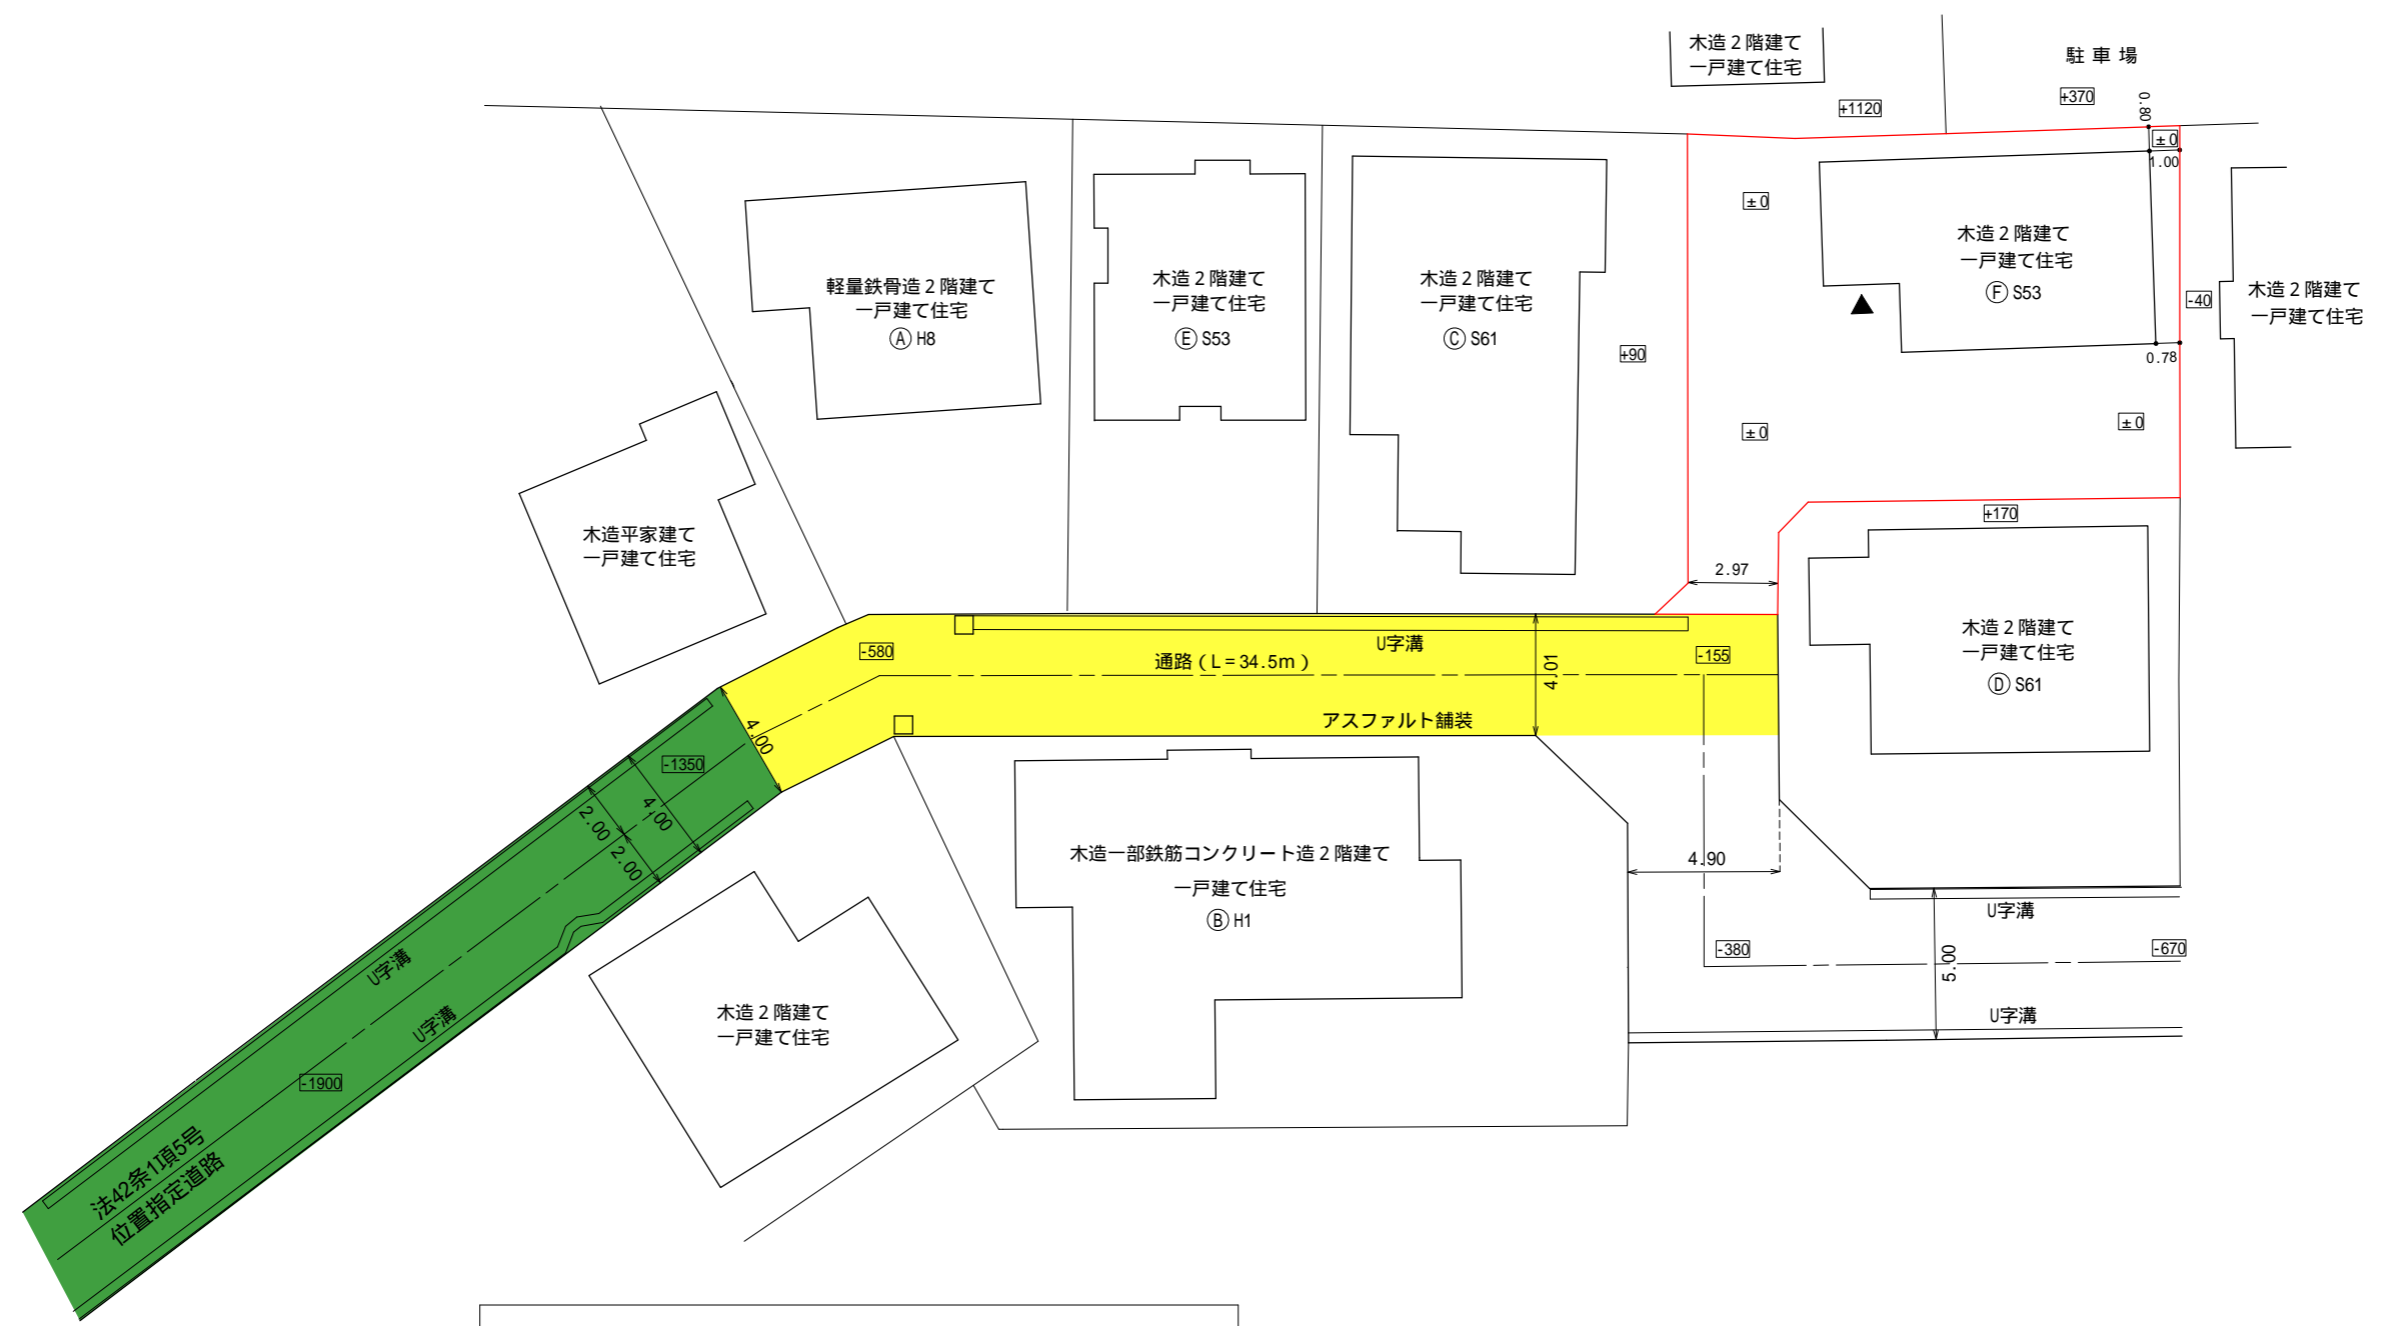 木造２階建て
一戸建て住宅
駐 車 場
+1120
+370
0.80
±0
1.00
±0
木造２階建て
一戸建て住宅
Ⓕ S53
-40
木造２階建て
一戸建て住宅
0.78
軽量鉄骨造２階建て
一戸建て住宅
Ⓐ H8
木造２階建て
一戸建て住宅
Ⓔ S53
木造２階建て
一戸建て住宅
Ⓒ S61
+90
±0
±0
+170
木造平家建て
一戸建て住宅
2.97
木造２階建て
一戸建て住宅
Ⓓ S61
-580
U字溝
通路（L＝34.5m）
-155
4.01
アスファルト舗装
4.00
-1350
4.00
2.00
2.00
木造一部鉄筋コンクリート造２階建て
一戸建て住宅
Ⓑ H1
4.90
U字溝
-380
-670
5.00
U字溝
U字溝
U字溝
木造２階建て
一戸建て住宅
-1900
法42条1項5号
位置指定道路